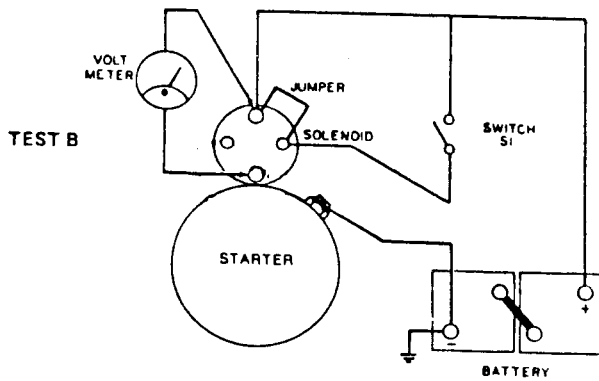 VOLT
METER
JUMPER
TEST B
SOLENOID
SWITCH
S1
STARTER
+
-
BATTERY